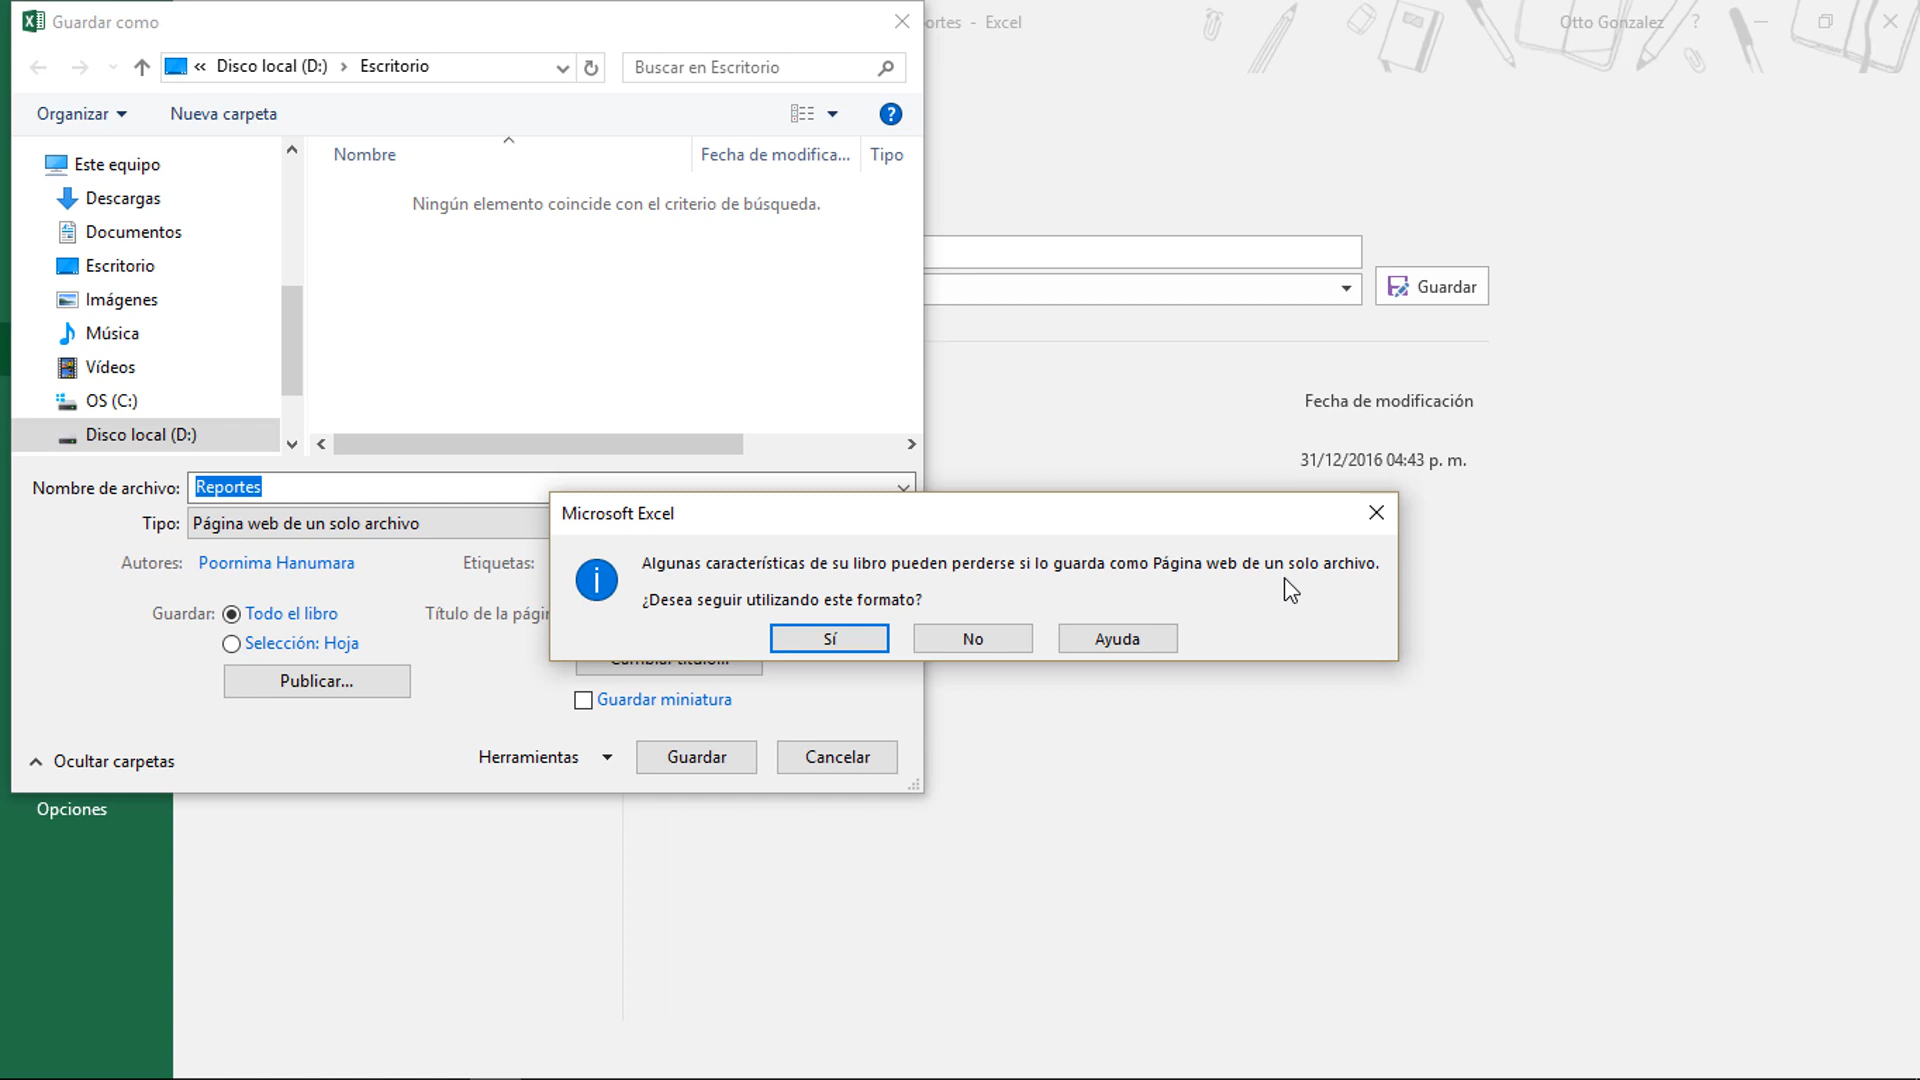 Guardar como
ortes - Excel
Otto Gonzalez
?
« Disco local (D:) > Escritorio
Buscar en Escritorio
Organizar
Nueva carpeta
?
Este equipo
Descargas
Documentos
Escritorio
Imágenes
Música
Vídeos
OS (C:)
Disco local (D:)
Nombre
Fecha de modifica...
Tipo
Ningún elemento coincide con el criterio de búsqueda.
Guardar
Fecha de modificación
31/12/2016 04:43 p. m.
Nombre de archivo:
Reportes
Tipo:
Página web de un solo archivo
Autores:
Poornima Hanumara
Etiquetas:
Guardar:
Todo el libro
Selección: Hoja
Título de la págin
Publicar...
Cambiar título...
Guardar miniatura
Microsoft Excel
Algunas características de su libro pueden perderse si lo guarda como Página web de un solo archivo.
¿Desea seguir utilizando este formato?
Sí
No
Ayuda
Ocultar carpetas
Herramientas
Guardar
Cancelar
Opciones